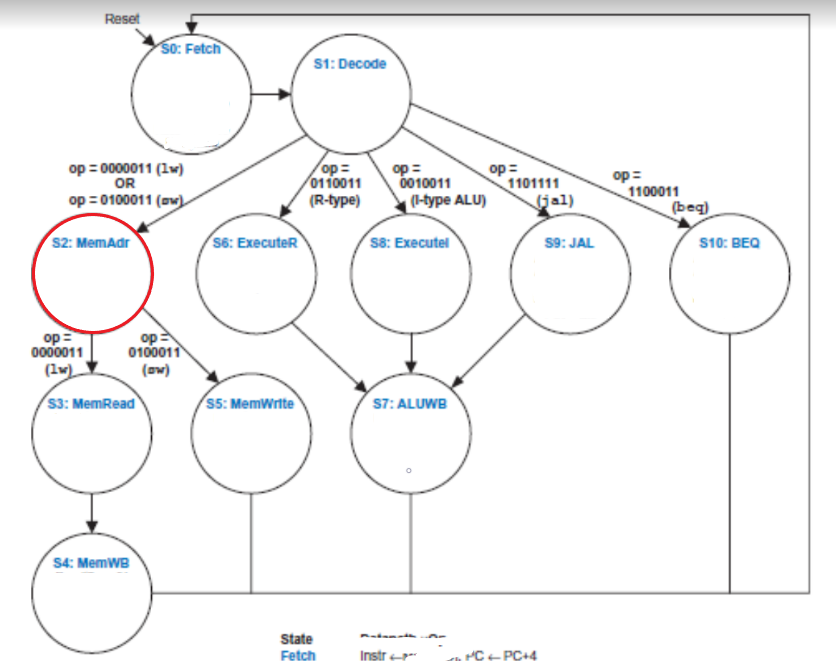 Reset
S0: Fetch
S1: Decode
op = 0000011 (lw)
OR
op = 0100011 (sw)
op =
0110011
(R-type)
op =
0010011
(I-type ALU)
op =
1101111
(jal)
op =
1100011
(beq)
S2: MemAdr
S6: ExecuteR
S8: ExecuteI
S9: JAL
S10: BEQ
op =
0000011
(lw)
op =
0100011
(sw)
S3: MemRead
S5: MemWrite
S7: ALUWB
S4: MemWB
State
Fetch Instr ← PC ← PC+4